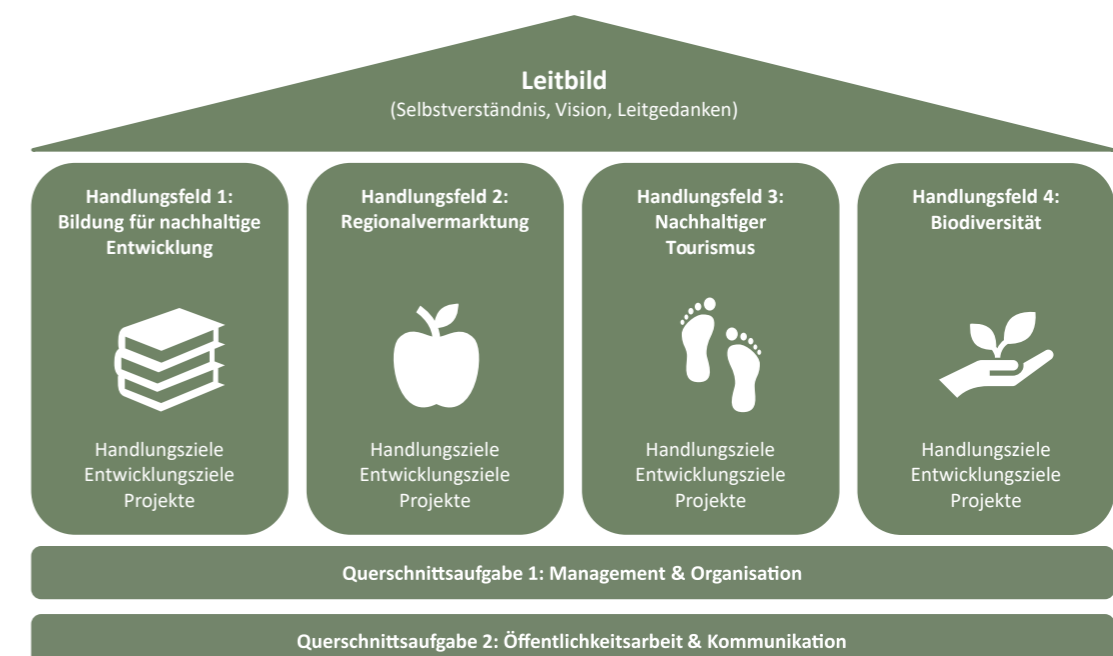 Leitbild
(Selbstverständnis, Vision, Leitgedanken)
Handlungsfeld 1:
Bildung für nachhaltige
Entwicklung
Handlungsziele
Entwicklungsziele
Projekte
Handlungsfeld 2:
Regionalvermarktung
Handlungsziele
Entwicklungsziele
Projekte
Handlungsfeld 3:
Nachhaltiger
Tourismus
Handlungsziele
Entwicklungsziele
Projekte
Handlungsfeld 4:
Biodiversität
Handlungsziele
Entwicklungsziele
Projekte
Querschnittsaufgabe 1: Management & Organisation
Querschnittsaufgabe 2: Öffentlichkeitsarbeit & Kommunikation